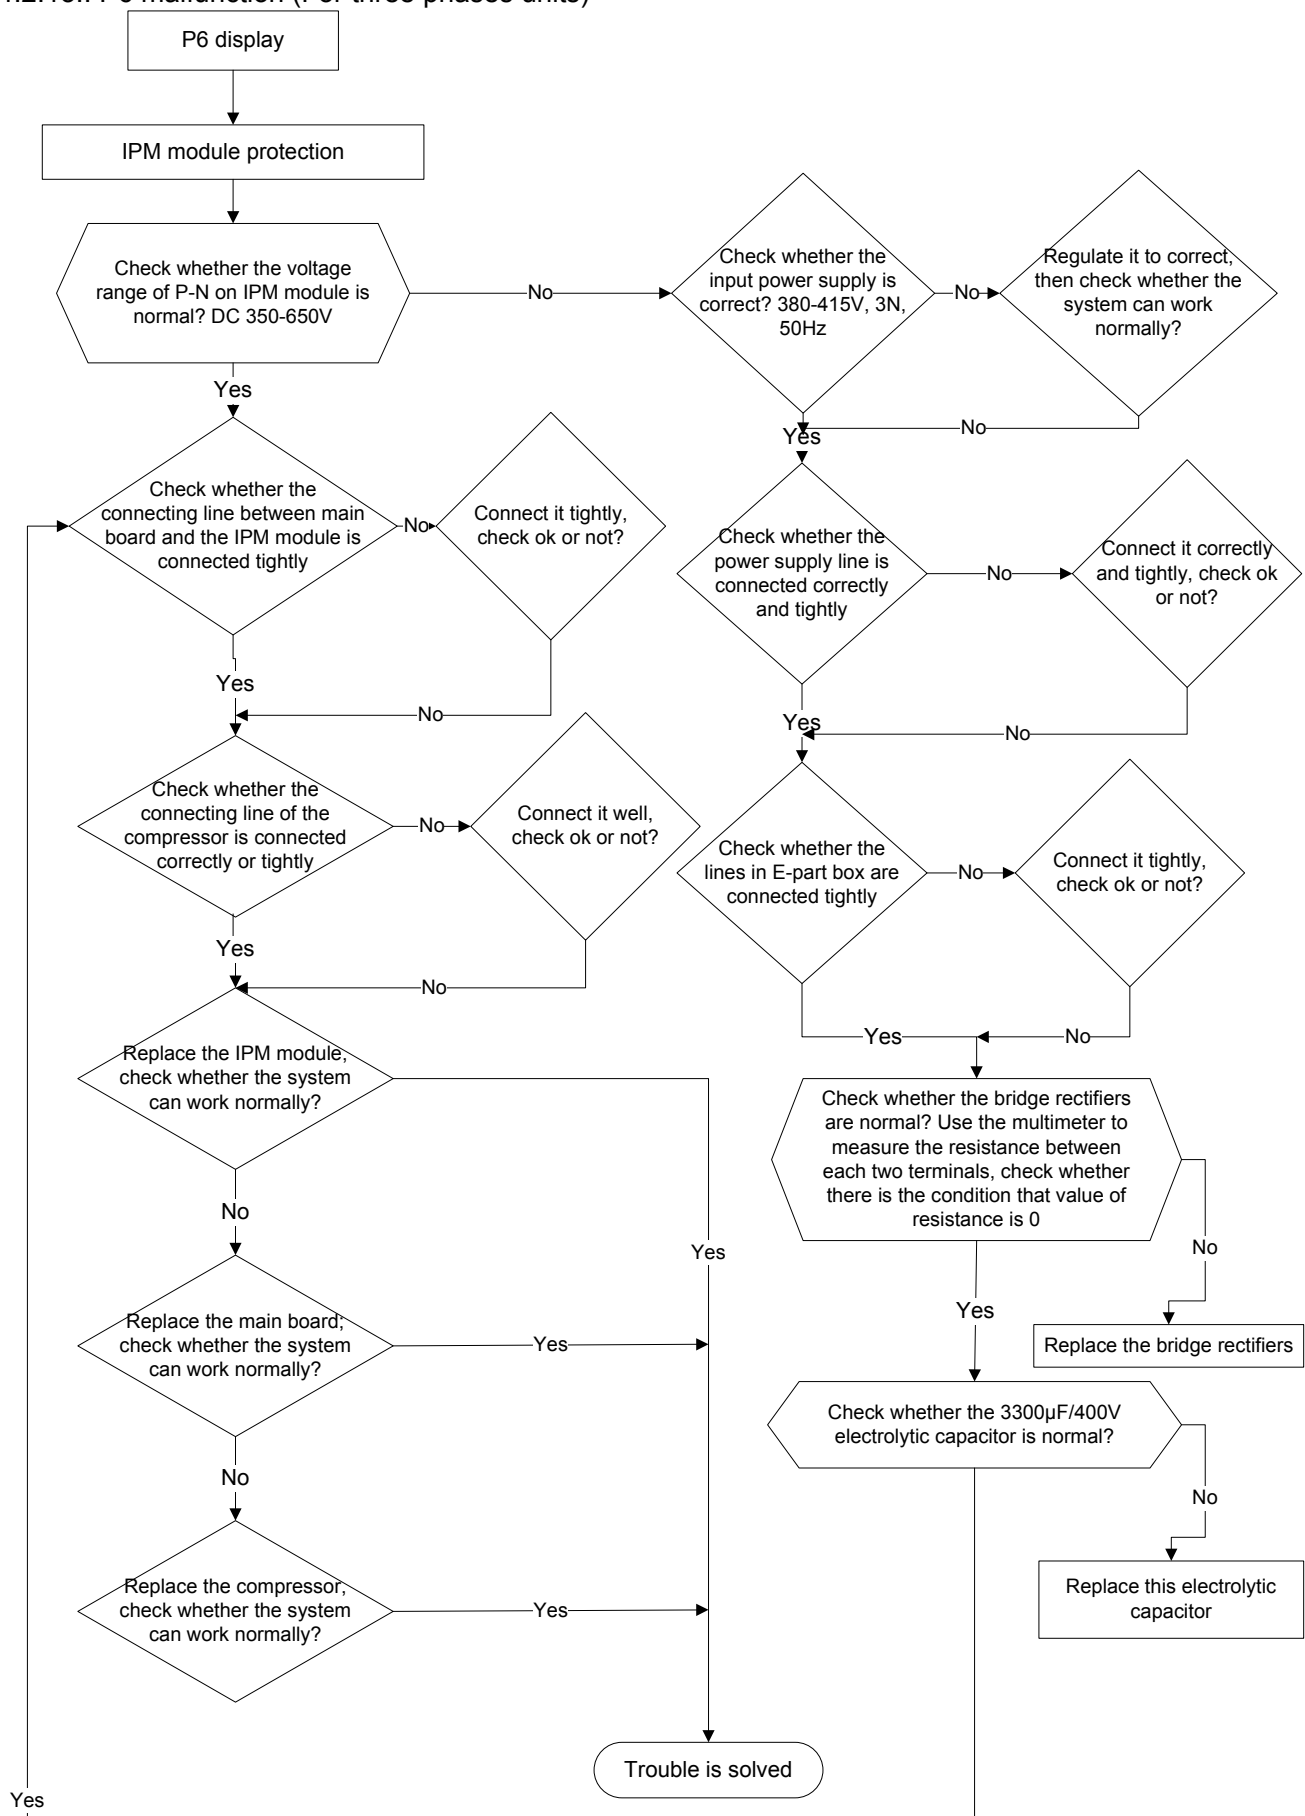 P6 display
IPM module protection
Check whether the voltage
range of P-N on IPM module is
normal? DC 350-650V
No
Check whether the
input power supply is
correct? 380-415V, 3N,
50Hz
No
Regulate it to correct,
then check whether the
system can work
normally?
Yes
No
Yes
Check whether the
connecting line between main
board and the IPM module is
connected tightly
No
Connect it tightly,
check ok or not?
Check whether the
power supply line is
connected correctly
and tightly
No
Connect it correctly
and tightly, check ok
or not?
Yes
No
Yes
No
Check whether the
connecting line of the
compressor is connected
correctly or tightly
No
Connect it well,
check ok or not?
Check whether the
lines in E-part box are
connected tightly
No
Connect it tightly,
check ok or not?
Yes
No
Yes
No
Replace the IPM module,
check whether the system
can work normally?
Check whether the bridge rectifiers
are normal? Use the multimeter to
measure the resistance between
each two terminals, check whether
there is the condition that value of
resistance is 0
No
Yes
No
Yes
Replace the bridge rectifiers
Replace the main board;
check whether the system
can work normally?
Yes
Check whether the 3300μF/400V
electrolytic capacitor is normal?
No
No
Replace this electrolytic
capacitor
Replace the compressor,
check whether the system
can work normally?
Yes
Trouble is solved
Yes